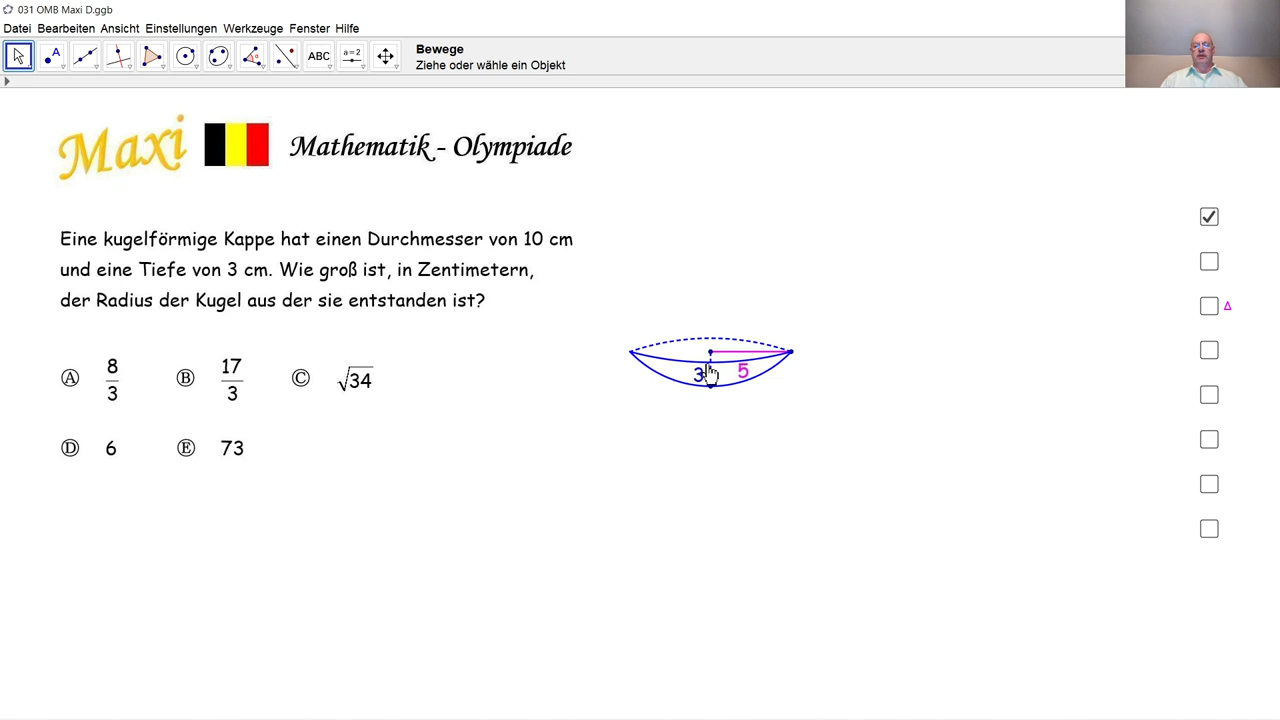 031 OMB Maxi D.ggb
Datei Bearbeiten Ansicht Einstellungen Werkzeuge Fenster Hilfe
A
ABC
a=2
Bewege
Ziehe oder wähle ein Objekt
Maxi
Mathematik - Olympiade
Eine kugelförmige Kappe hat einen Durchmesser von 10 cm
und eine Tiefe von 3 cm. Wie groß ist, in Zentimetern,
der Radius der Kugel aus der sie entstanden ist?
Ⓐ 8/3 Ⓑ 17/3 Ⓒ √34
Ⓓ 6 Ⓔ 73
3 5
Δ